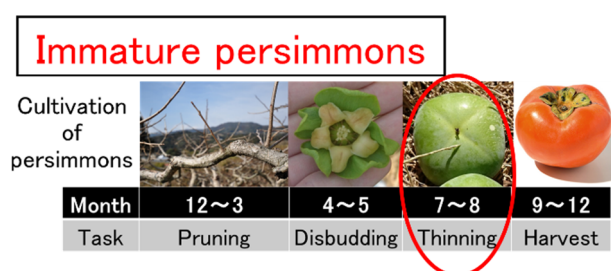 Immature persimmons
Cultivation
of
persimmons
Month 12～3 4～5 7～8 9～12
Task Pruning Disbudding Thinning Harvest